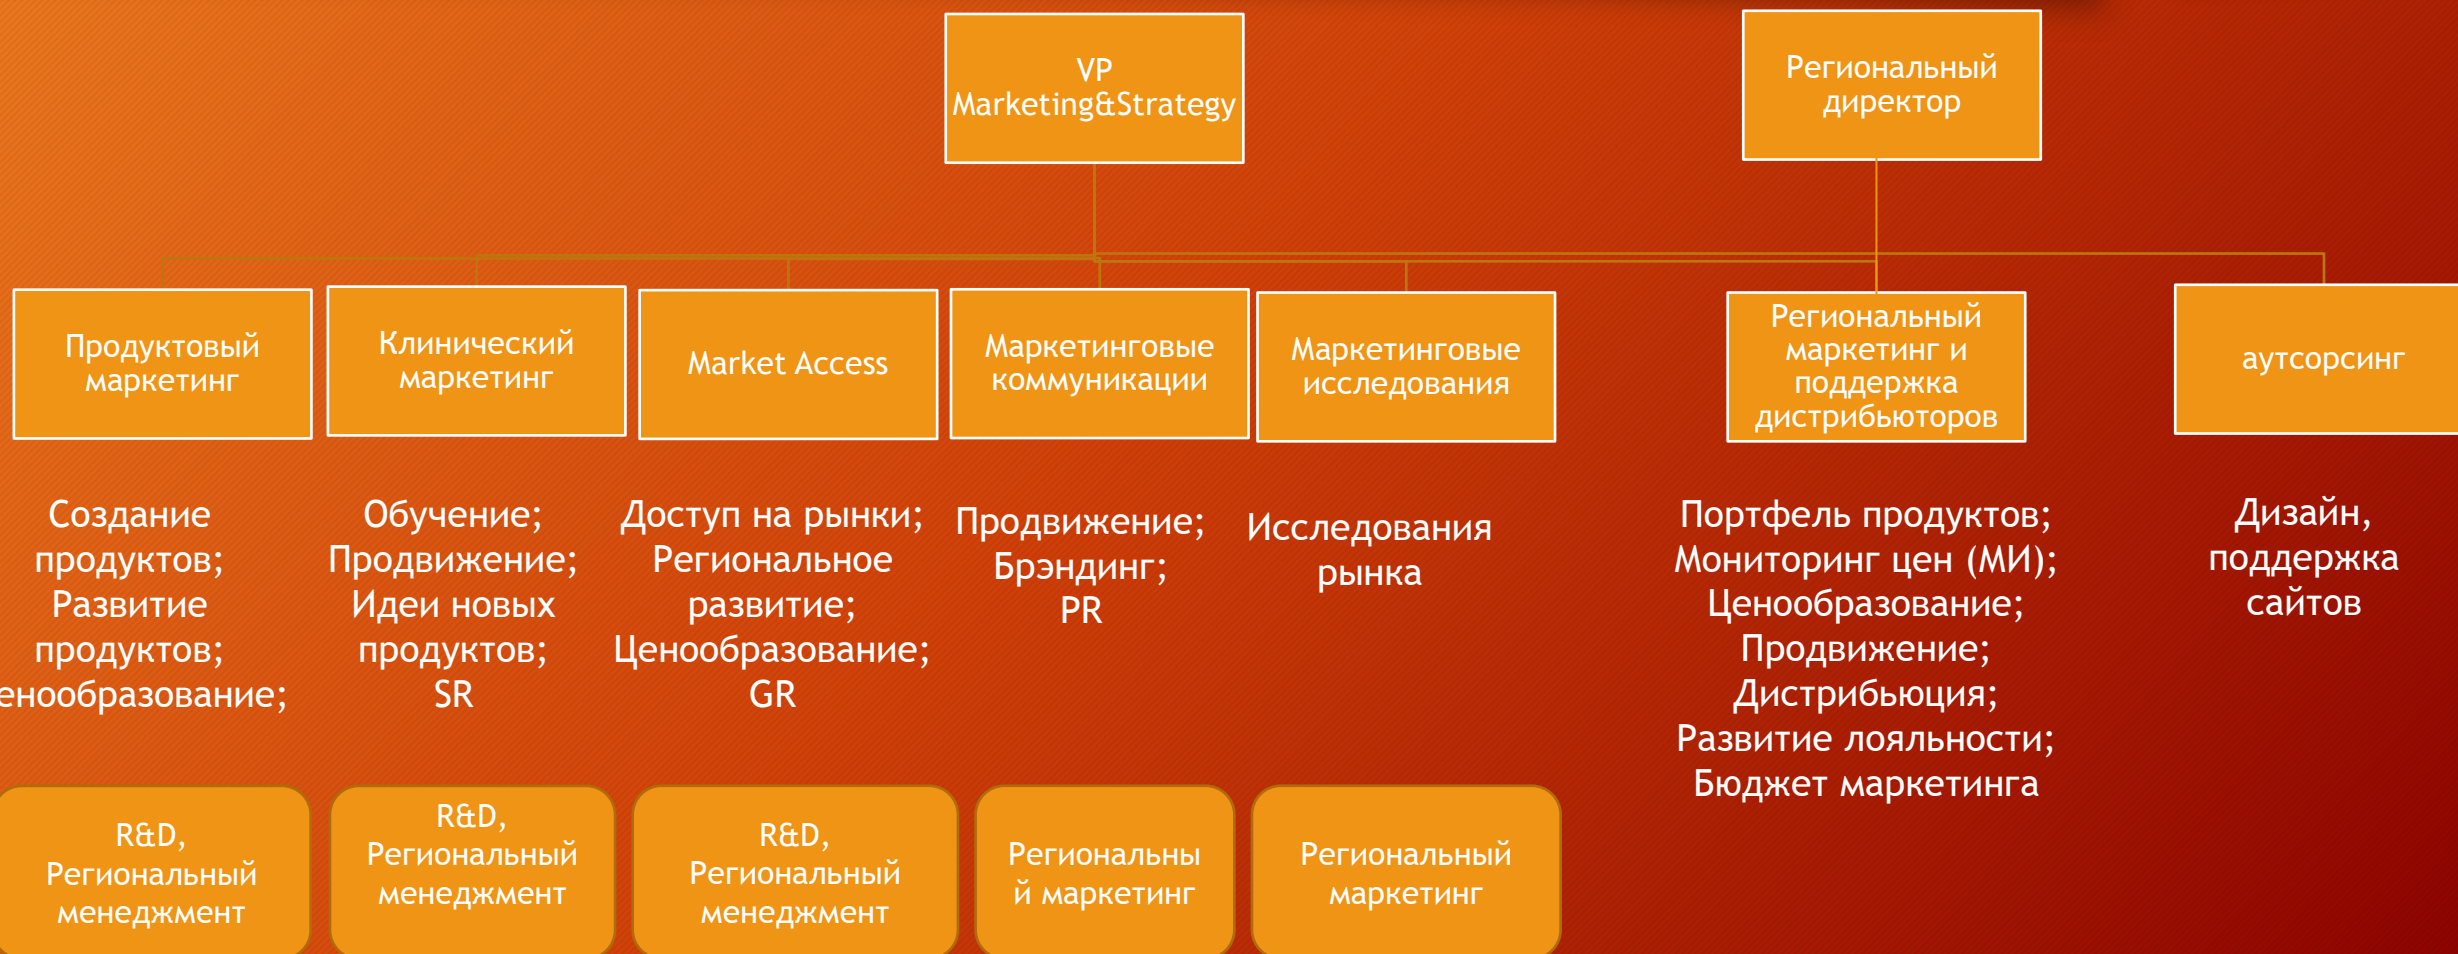 VP
Marketing&Strategy
Региональный
директор
Продуктовый
маркетинг
Клинический
маркетинг
Market Access
Маркетинговые
коммуникации
Маркетинговые
исследования
Региональный
маркетинг и
поддержка
дистрибьюторов
аутсорсинг
Создание
продуктов;
Развитие
продуктов;
енообразование;
Обучение;
Продвижение;
Идеи новых
продуктов;
SR
Доступ на рынки;
Региональное
развитие;
Ценообразование;
GR
Продвижение;
Брэндинг;
PR
Исследования
рынка
Портфель продуктов;
Мониторинг цен (МИ);
Ценообразование;
Продвижение;
Дистрибьюция;
Развитие лояльности;
Бюджет маркетинга
Дизайн,
поддержка
сайтов
R&D,
Региональный
менеджмент
R&D,
Региональный
менеджмент
R&D,
Региональный
менеджмент
Региональны
й маркетинг
Региональный
маркетинг